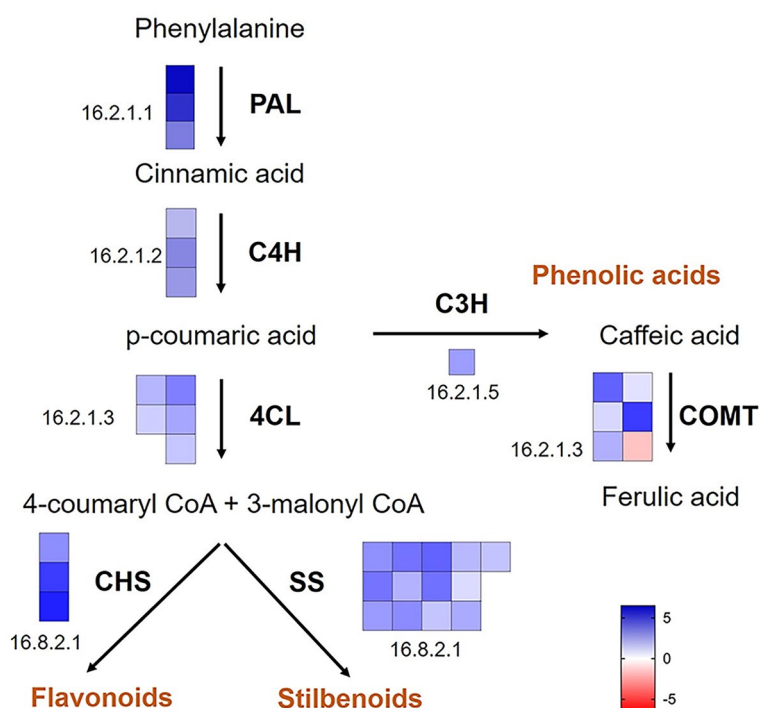 Phenylalanine
16.2.1.1 PAL
Cinnamic acid
16.2.1.2 C4H
Phenolic acids
C3H
p-coumaric acid
Caffeic acid
16.2.1.5
16.2.1.3 4CL
COMT
16.2.1.3
4-coumaryl CoA + 3-malonyl CoA
Ferulic acid
CHS
SS
16.8.2.1
16.8.2.1
5
0
-5
Flavonoids
Stilbenoids